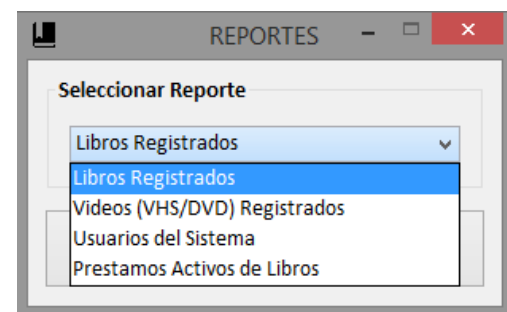 REPORTES
Seleccionar Reporte
Libros Registrados
Libros Registrados
Videos (VHS/DVD) Registrados
Usuarios del Sistema
Prestamos Activos de Libros